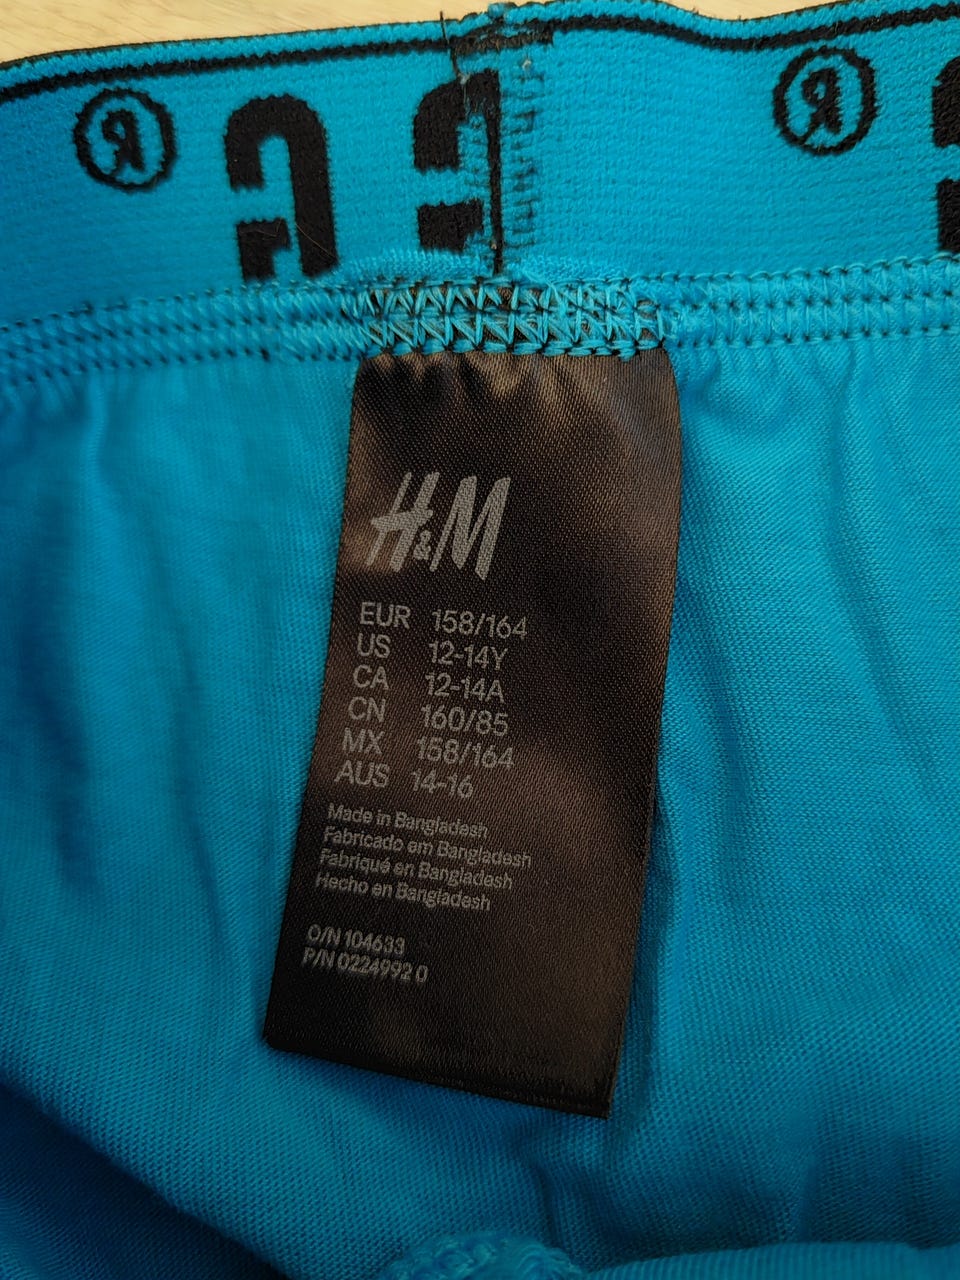 ®
®
H&M
EUR 158/164
US 12-14Y
CA 12-14A
CN 160/85
MX 158/164
AUS 14-16
Made in Bangladesh
Fabricado em Bangladesh
Fabriqué en Bangladesh
Hecho en Bangladesh
O/N 104633
P/N 0224992 0